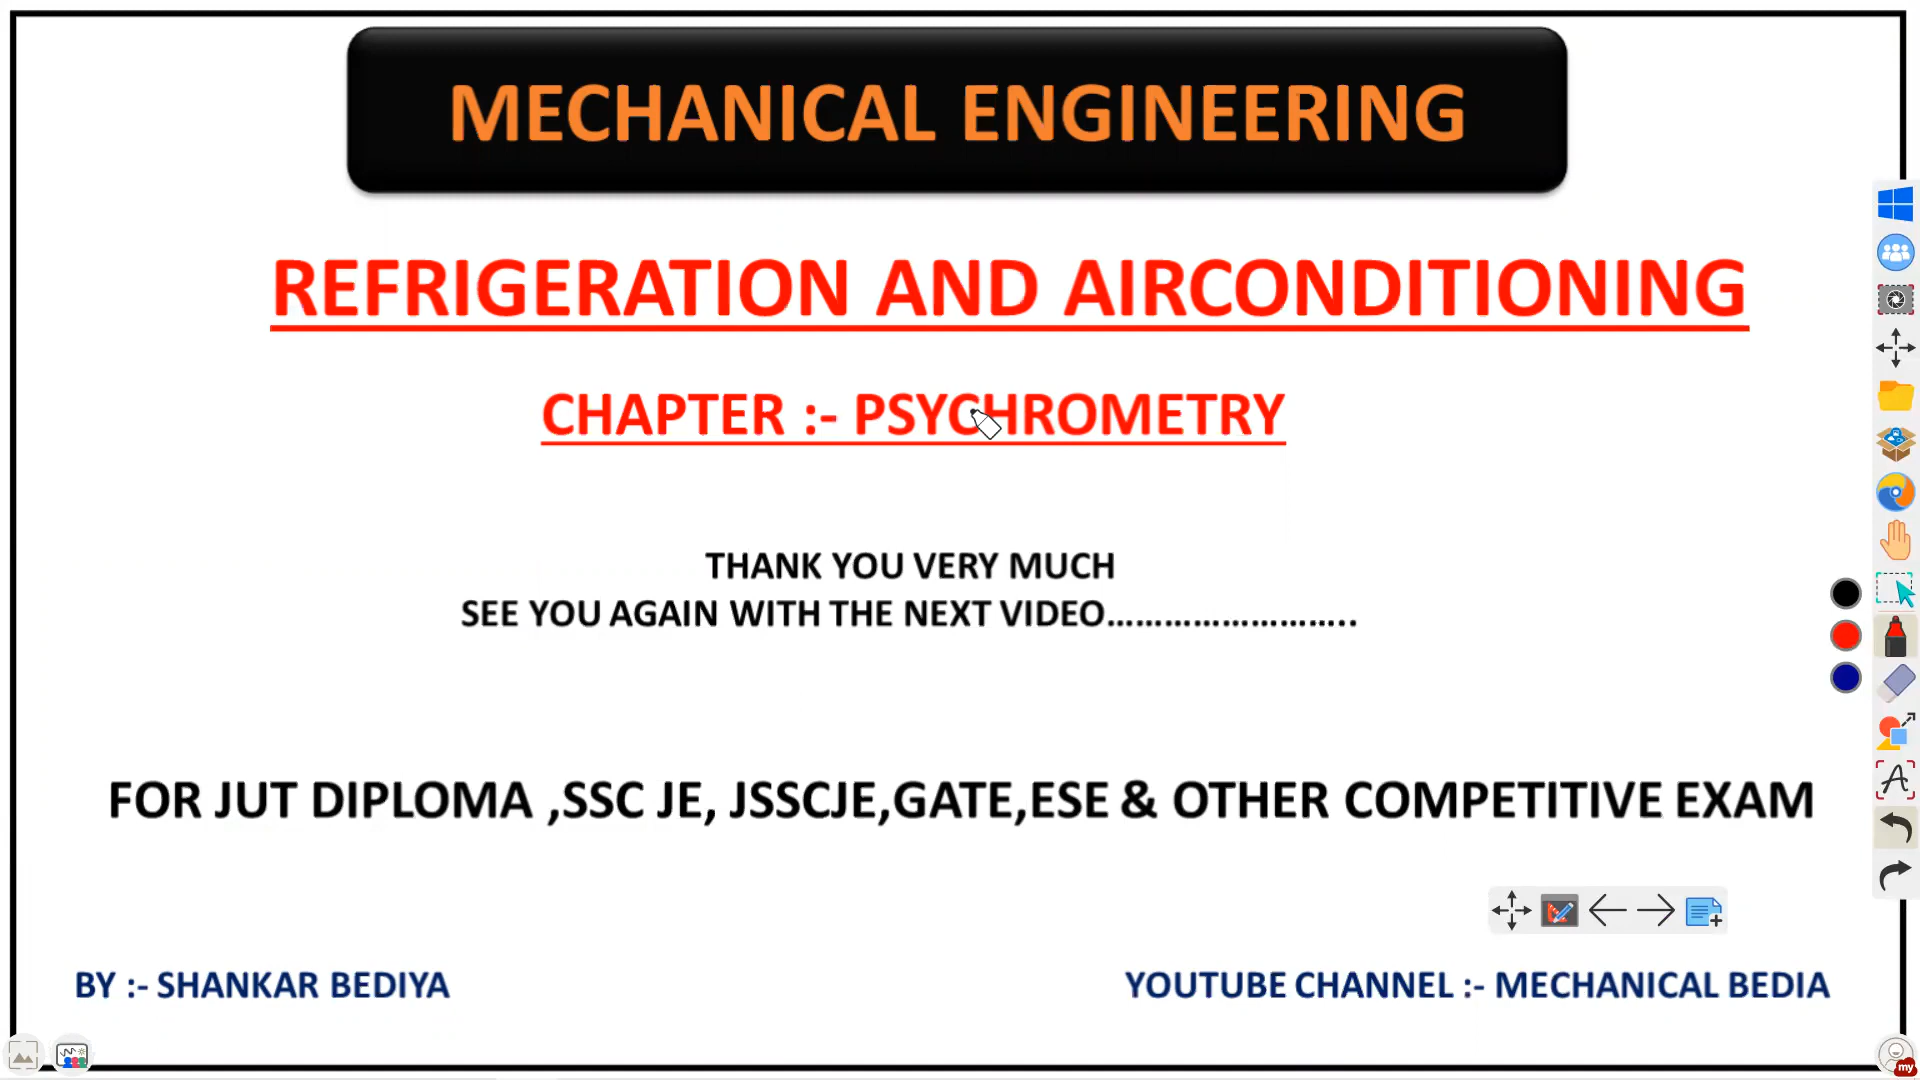 MECHANICAL ENGINEERING
REFRIGERATION AND AIRCONDITIONING
CHAPTER :- PSYCHROMETRY
THANK YOU VERY MUCH
SEE YOU AGAIN WITH THE NEXT VIDEO……………………..
FOR JUT DIPLOMA ,SSC JE, JSSCJE,GATE,ESE & OTHER COMPETITIVE EXAM
BY :- SHANKAR BEDIYA
YOUTUBE CHANNEL :- MECHANICAL BEDIA
my